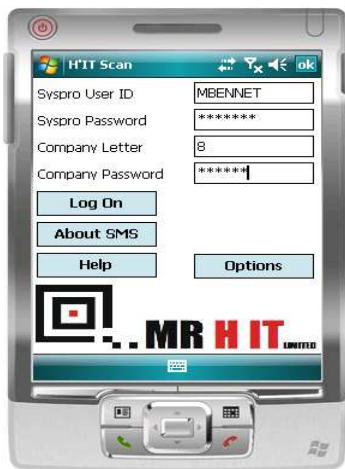 H'IT Scan ok
Syspro User ID MBENNET
Syspro Password *******
Company Letter 8
Company Password ******
Log On
About SMS
Help Options
..MR H IT LIMITED